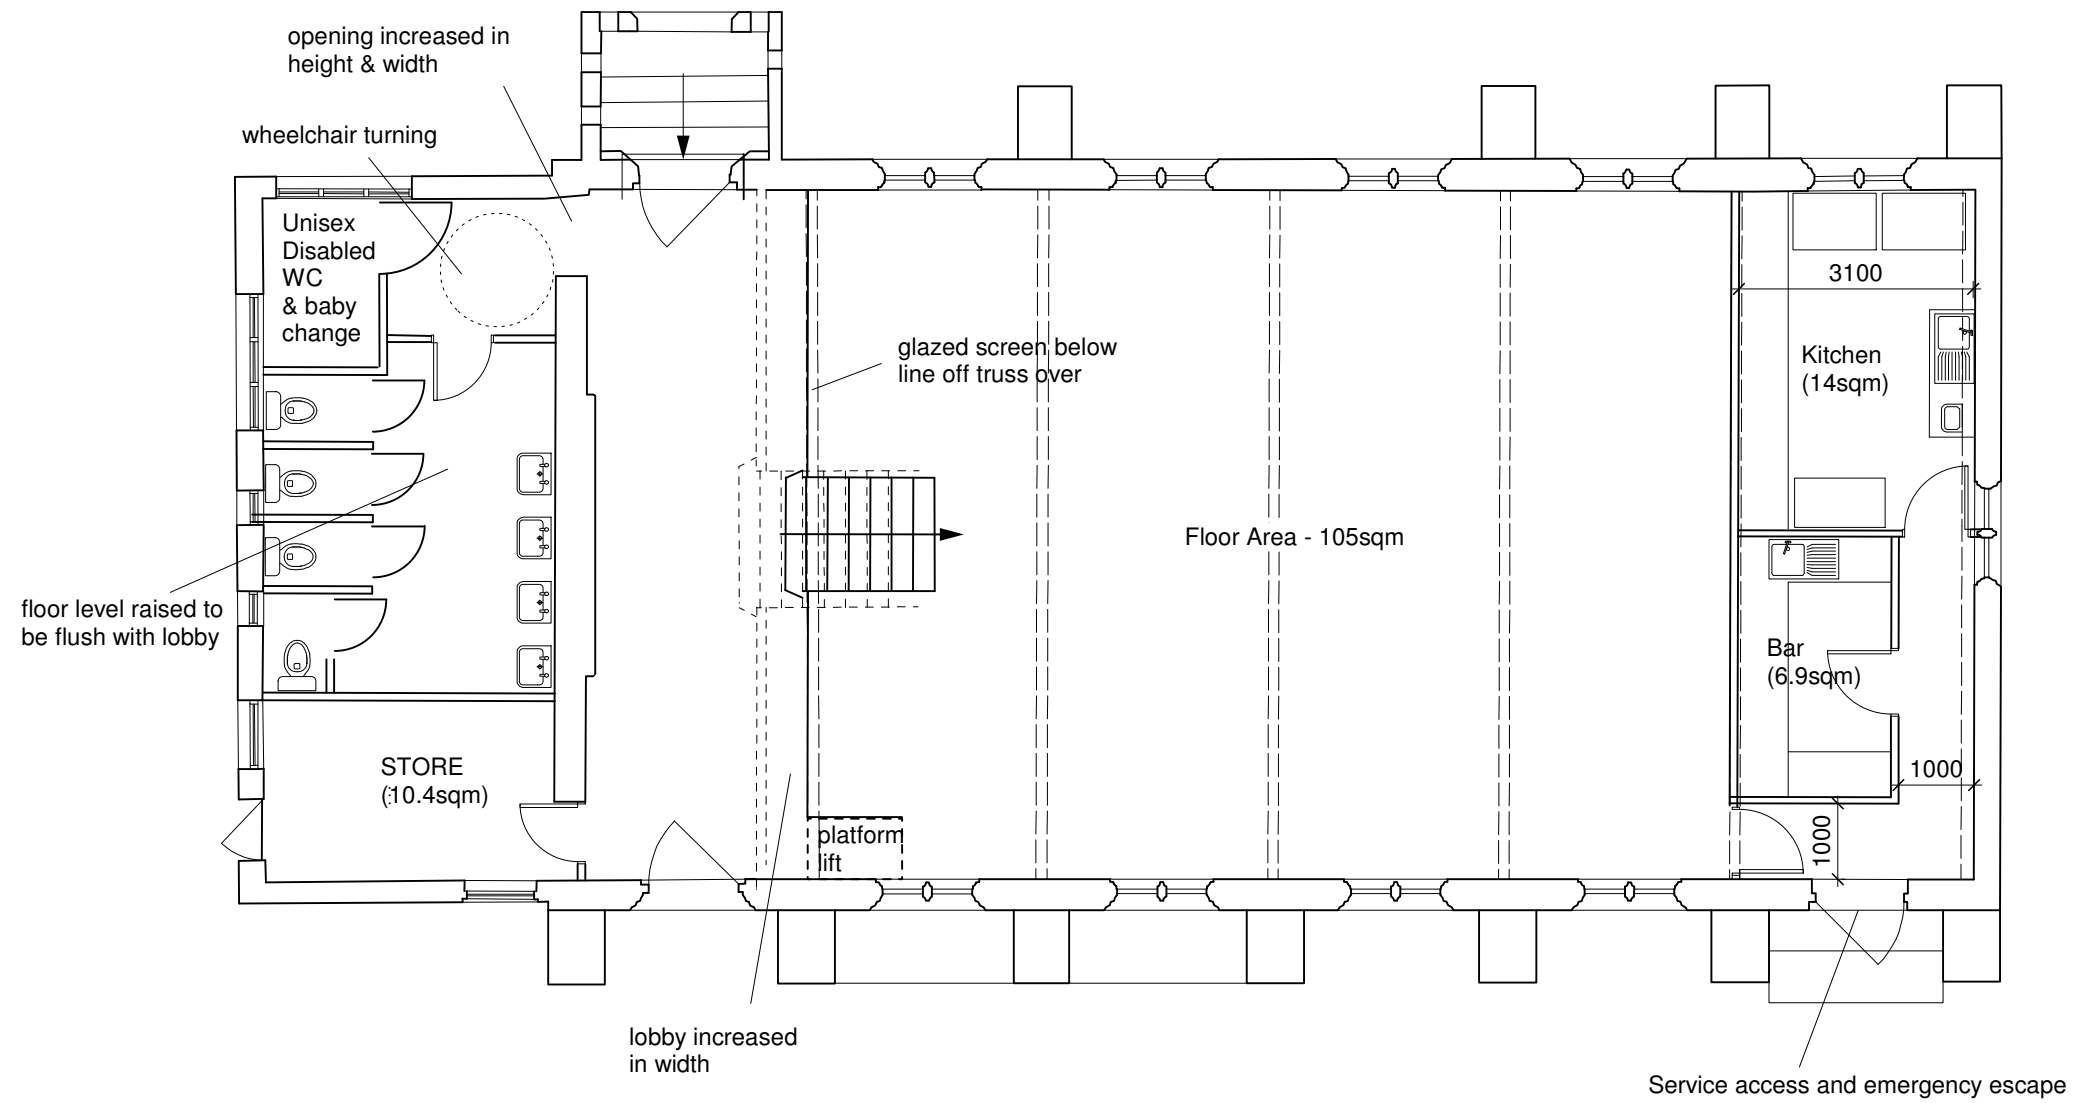 opening increased in
height & width
wheelchair turning
Unisex
Disabled
WC
& baby
change
glazed screen below
line off truss over
3100
Kitchen
(14sqm)
Floor Area - 105sqm
floor level raised to
be flush with lobby
Bar
(6.9sqm)
STORE
(10.4sqm)
1000
1000
platform
lift
lobby increased
in width
Service access and emergency escape